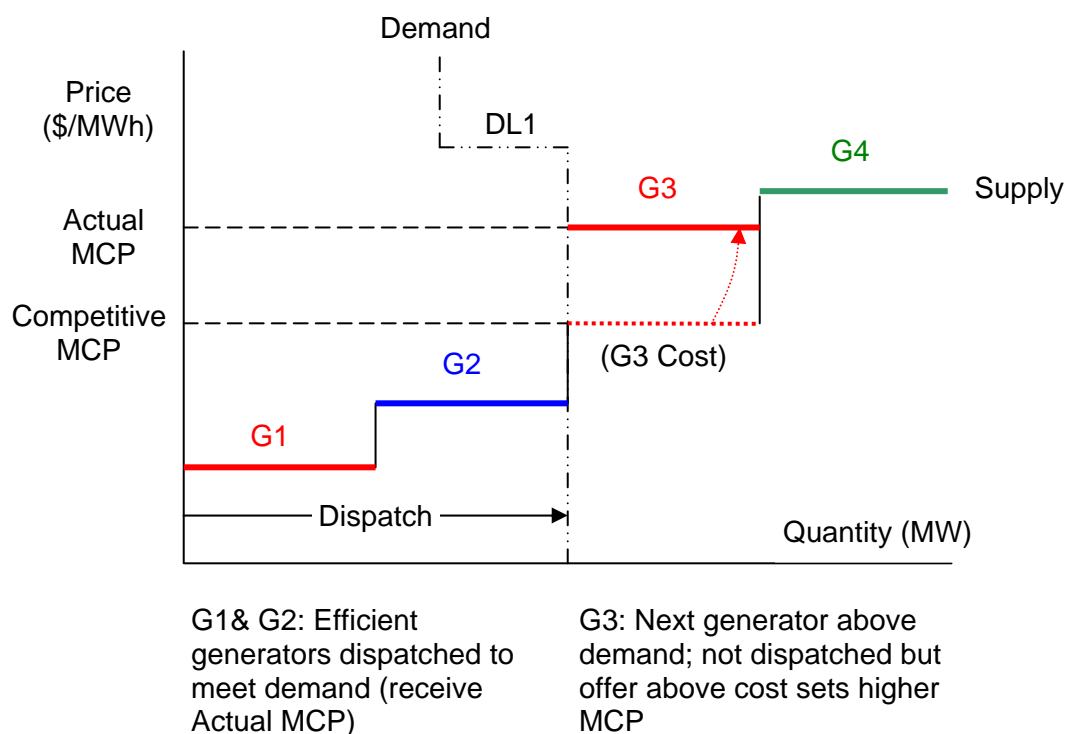 Demand
Price
($/MWh)
DL1
G4
G3
Supply
Actual
MCP
Competitive
MCP
(G3 Cost)
G2
G1
Dispatch
Quantity (MW)
G1& G2: Efficient
generators dispatched to
meet demand (receive
Actual MCP)
G3: Next generator above
demand; not dispatched but
offer above cost sets higher
MCP